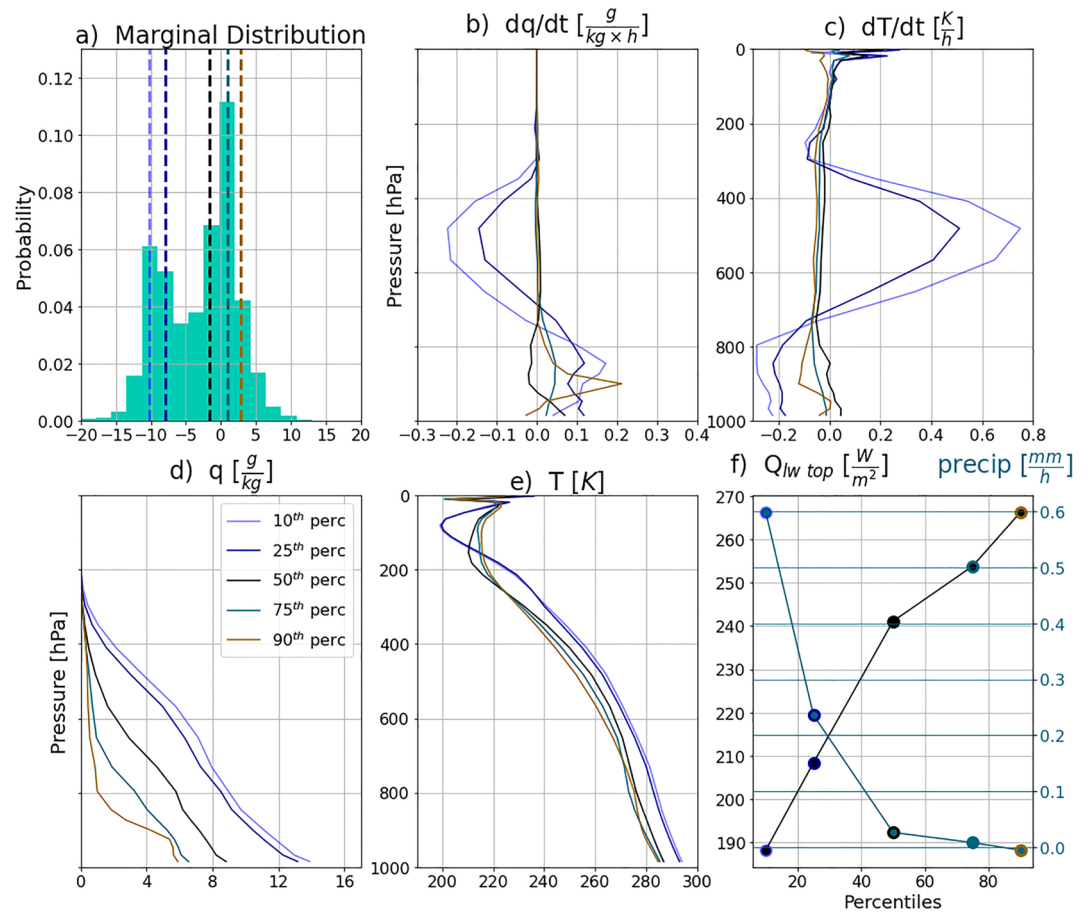 a) Marginal Distribution
b) dq/dt [g/kg × h]
c) dT/dt [K/h]
Probability
0.12
0.10
0.08
0.06
0.04
0.02
0.00
−20 −15 −10 −5 0 5 10 15 20
Pressure [hPa]
−0.3 −0.2 −0.1 0.0 0.1 0.2 0.3 0.4
0
200
400
600
800
1000
−0.2 0.0 0.2 0.4 0.6 0.8
d) q [g/kg]
e) T [K]
f) Q_lw top [W/m²] precip [mm/h]
Pressure [hPa]
0 4 8 12 16
10th perc
25th perc
50th perc
75th perc
90th perc
0
200
400
600
800
1000
200 220 240 260 280 300
270
260
250
240
230
220
210
200
190
0.6
0.5
0.4
0.3
0.2
0.1
0.0
20 40 60 80
Percentiles